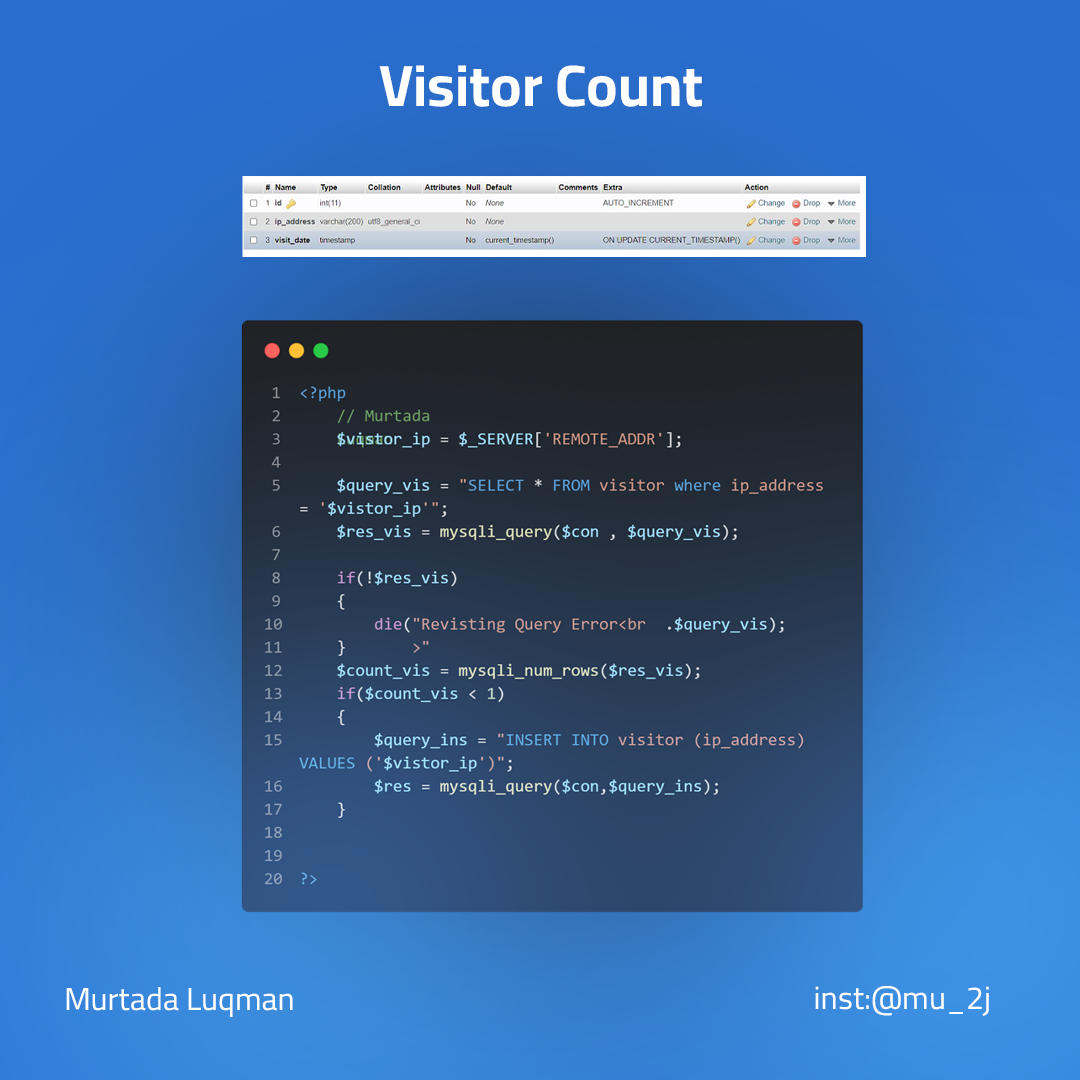 Visitor Count
# Name Type Collation Attributes Null Default Comments Extra Action
1 id int(11) No None AUTO_INCREMENT Change Drop More
2 ip_address varchar(200) utf8_general_ci No None Change Drop More
3 visit_date timestamp No current_timestamp() ON UPDATE CURRENT_TIMESTAMP() Change Drop More
1 <?php
2 // Murtada
3 $vistor_ip = $_SERVER['REMOTE_ADDR'];
4
5 $query_vis = "SELECT * FROM visitor where ip_address
= '$vistor_ip'";
6 $res_vis = mysqli_query($con , $query_vis);
7
8 if(!$res_vis)
9 {
10 die("Revisting Query Error<br .$query_vis);
11 } >"
12 $count_vis = mysqli_num_rows($res_vis);
13 if($count_vis < 1)
14 {
15 $query_ins = "INSERT INTO visitor (ip_address)
VALUES ('$vistor_ip')";
16 $res = mysqli_query($con,$query_ins);
17 }
18
19
20 ?>
Murtada Luqman
inst:@mu_2j